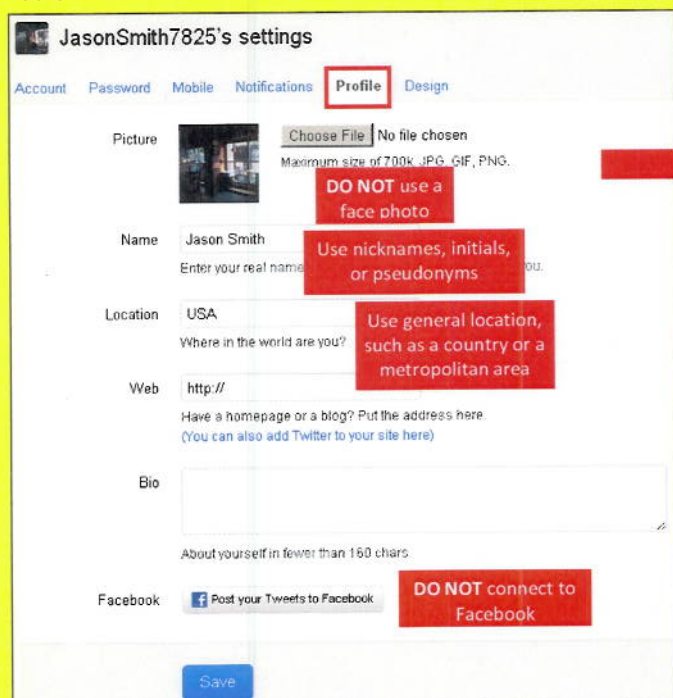 JasonSmith7825's settings
Account Password Mobile Notifications Profile Design
Picture
Choose File No file chosen
Maximum size of 700k. JPG, GIF, PNG.
DO NOT use a
face photo
Name
Jason Smith
Enter your real name
you.
Use nicknames, initials,
or pseudonyms
Location
USA
Where in the world are you?
Use general location,
such as a country or a
metropolitan area
Web
http://
Have a homepage or a blog? Put the address here.
(You can also add Twitter to your site here)
Bio
About yourself in fewer than 160 chars.
Facebook
Post your Tweets to Facebook
DO NOT connect to
Facebook
Save